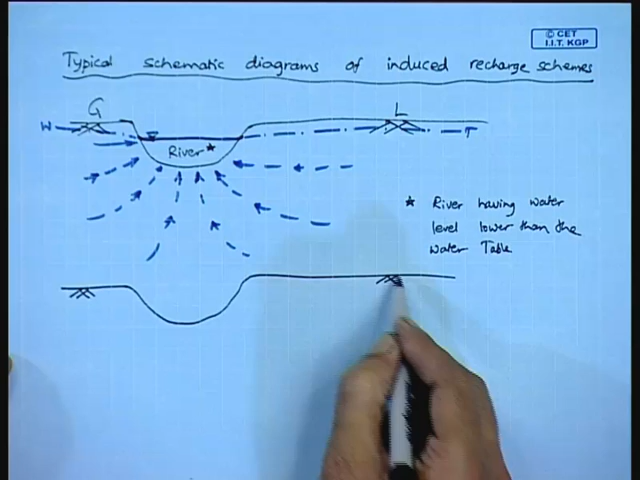 © CET
I.I.T. KGP
Typical schematic diagrams of induced recharge schemes
G L
W T
River *
* River having water
level lower than the
Water Table